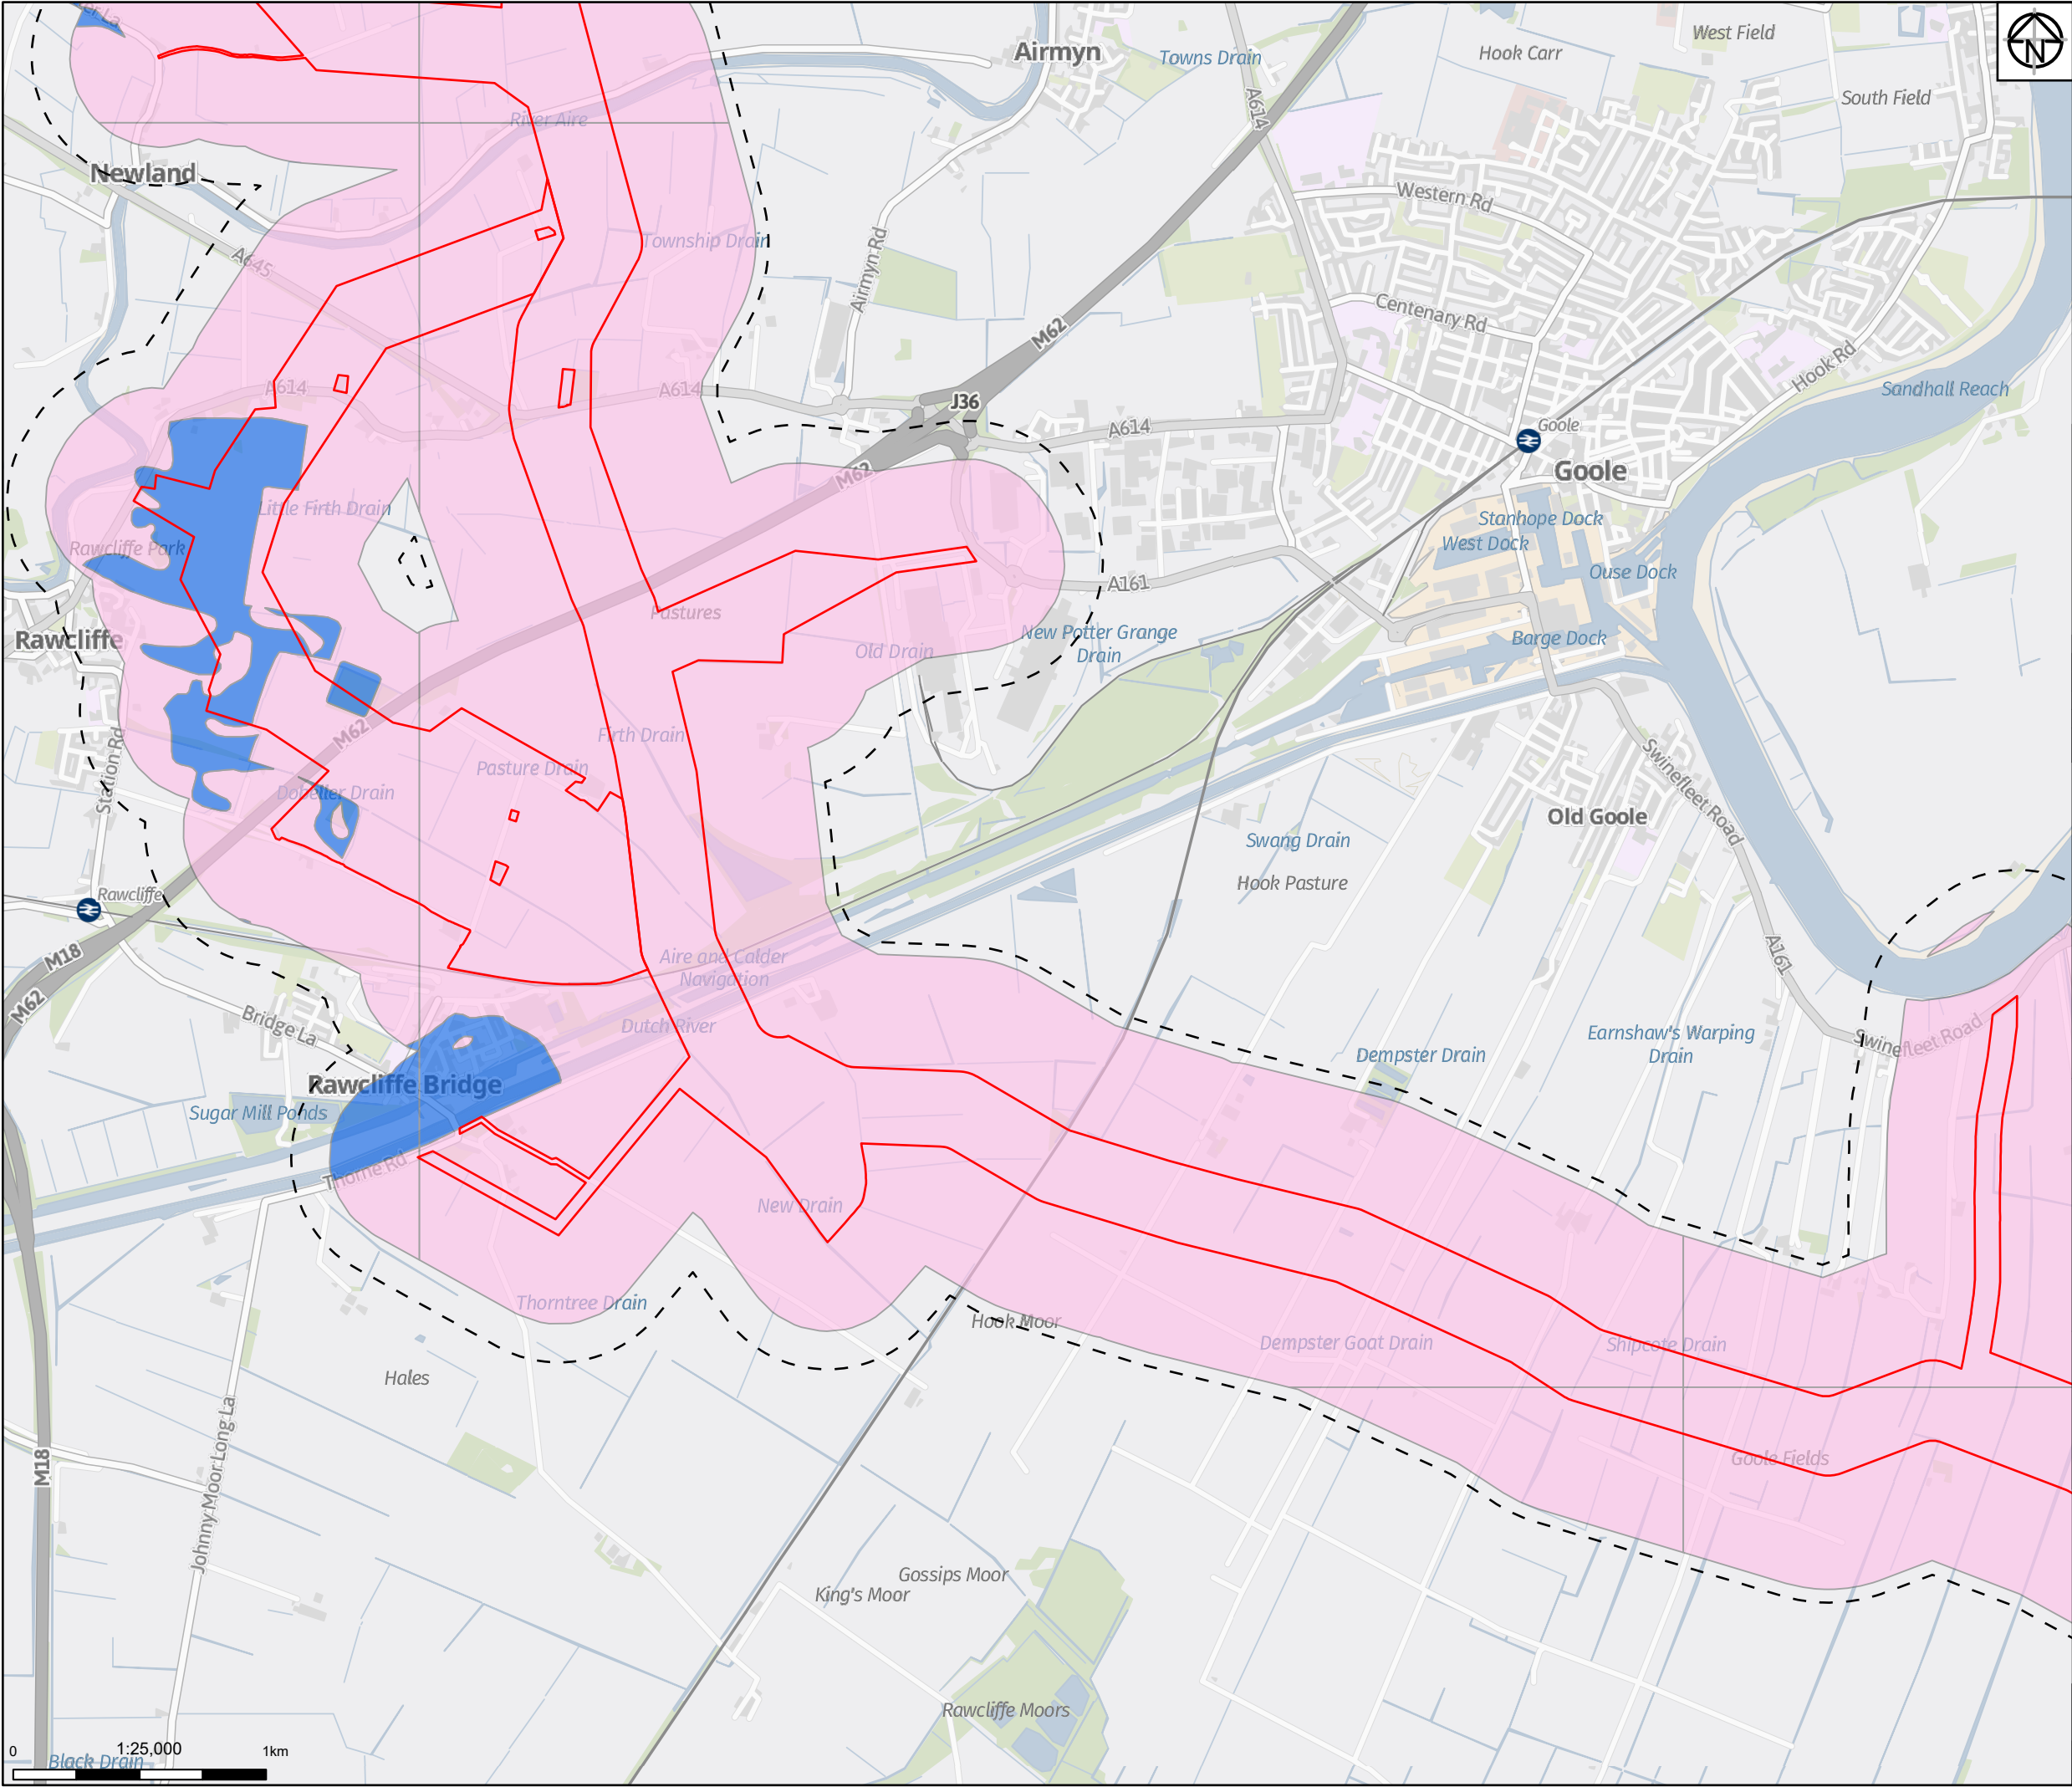 er La
Airmyn
Towns Drain
Hook Carr
West Field
N
A614
South Field
River Aire
Newland
Western Rd
Township Drain
A645
Airmyn Rd
Centenary Rd
M62
Hook Rd
Sandhall Reach
A614
A614
J36
A614
Goole
Goole
M62
Little Firth Drain
Stanhope Dock
West Dock
Rawcliffe Park
Ouse Dock
A161
Pastures
Rawcliffe
New Potter Grange
Drain
Old Drain
Barge Dock
Firth Drain
M62
Station Rd
Pasture Drain
Swinefleet Road
Dobeller Drain
Old Goole
Swang Drain
Hook Pasture
Rawcliffe
M18
Aire and Calder
Navigation
A161
M62
Bridge La
Dutch River
Earnshaw's Warping
Drain
Swinefleet Road
Dempster Drain
Rawcliffe Bridge
Sugar Mill Ponds
Thorne Rd
New Drain
Thorntree Drain
Hook Moor
Dempster Goat Drain
Shipcote Drain
Hales
Johnny Moor Long La
M18
Goole Fields
Gossips Moor
King's Moor
Rawcliffe Moors
0
1:25,000
1km
Black Drain